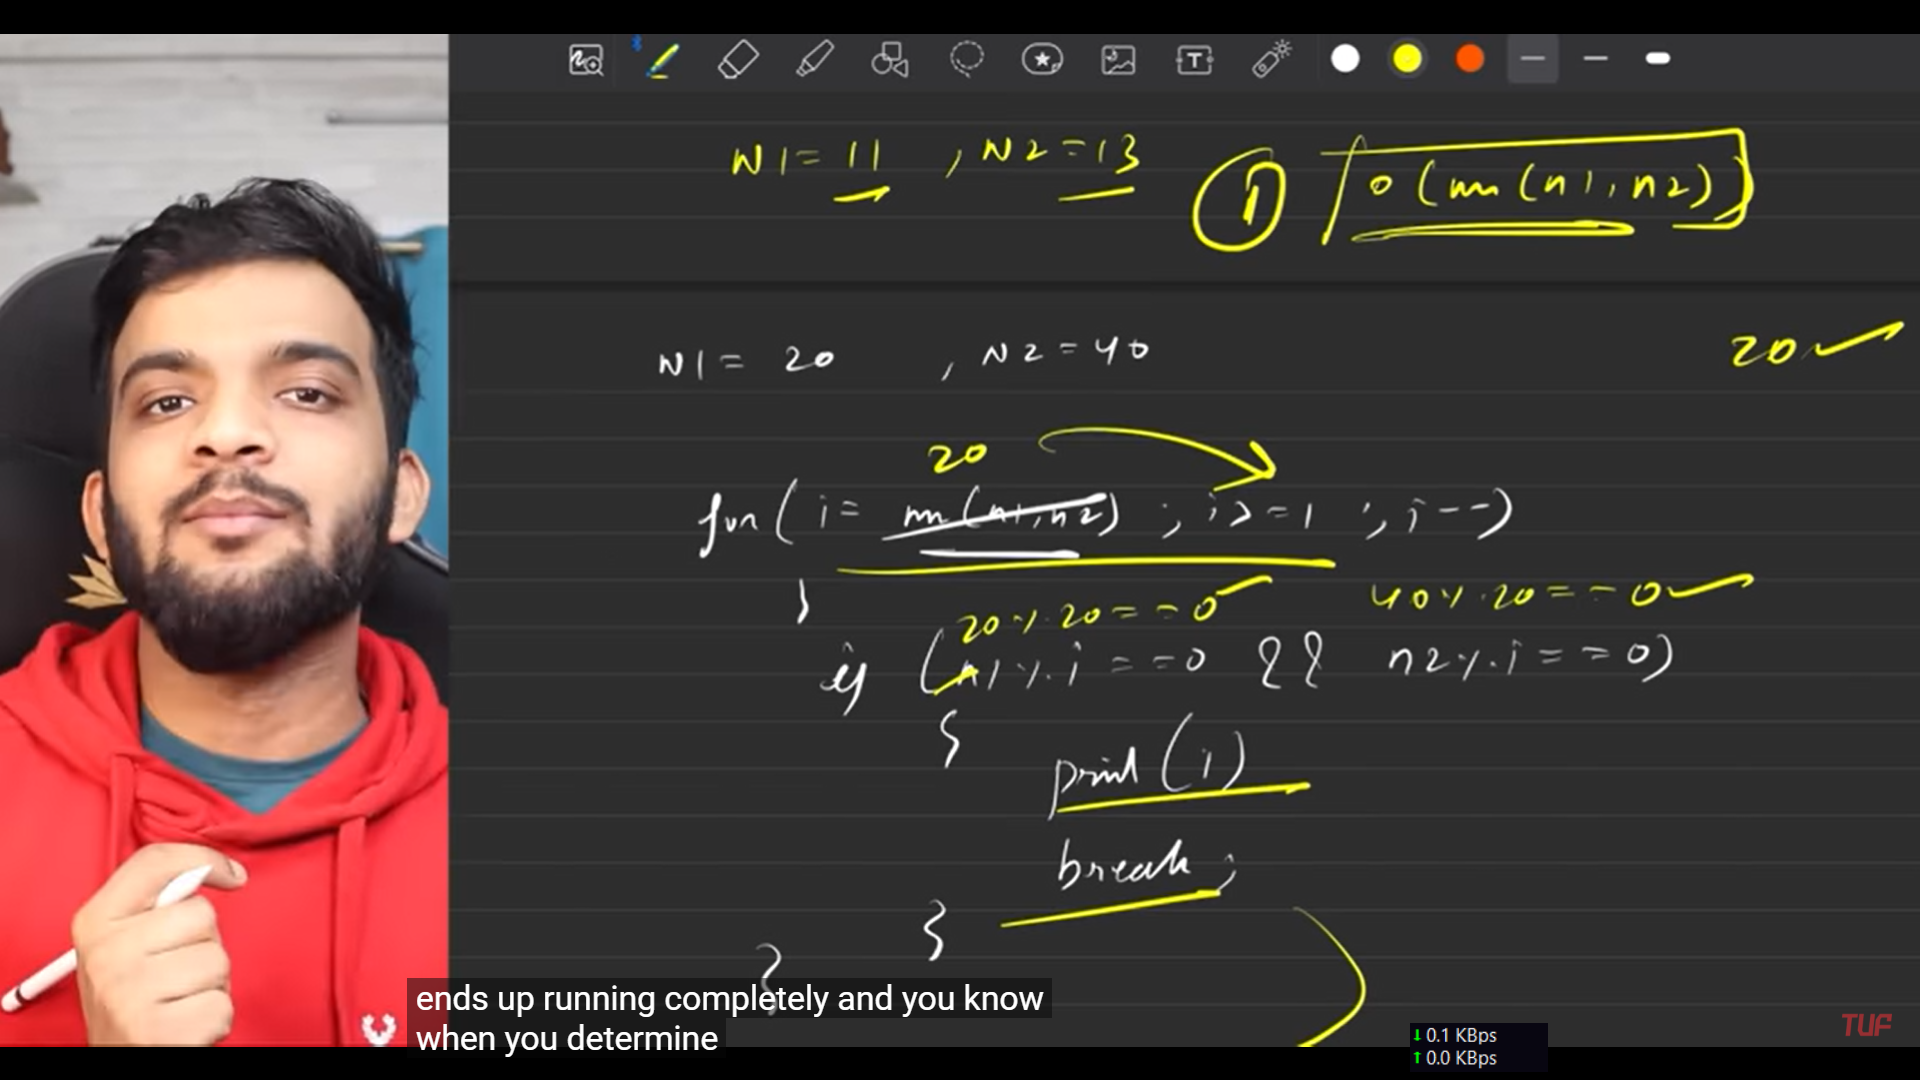 N1 = 11 , N2 = 13
1 O(min(n1, n2))
N1 = 20 , N2 = 40
20
20
for(i = min(n1, n2) ; i >= 1 ; i--)
{
20 % 20 == 0 40 % 20 == 0
if (n1 % i == 0 && n2 % i == 0)
{
print(i)
break;
}
}
ends up running completely and you know
when you determine
TUF
↓ 0.1 KBps
↑ 0.0 KBps